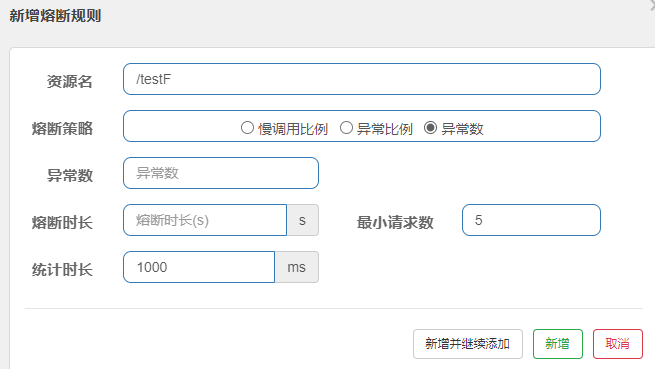 新增熔断规则
资源名 /testF
熔断策略 慢调用比例 异常比例 异常数
异常数 异常数
熔断时长 熔断时长(s) s 最小请求数 5
统计时长 1000 ms
新增并继续添加 新增 取消